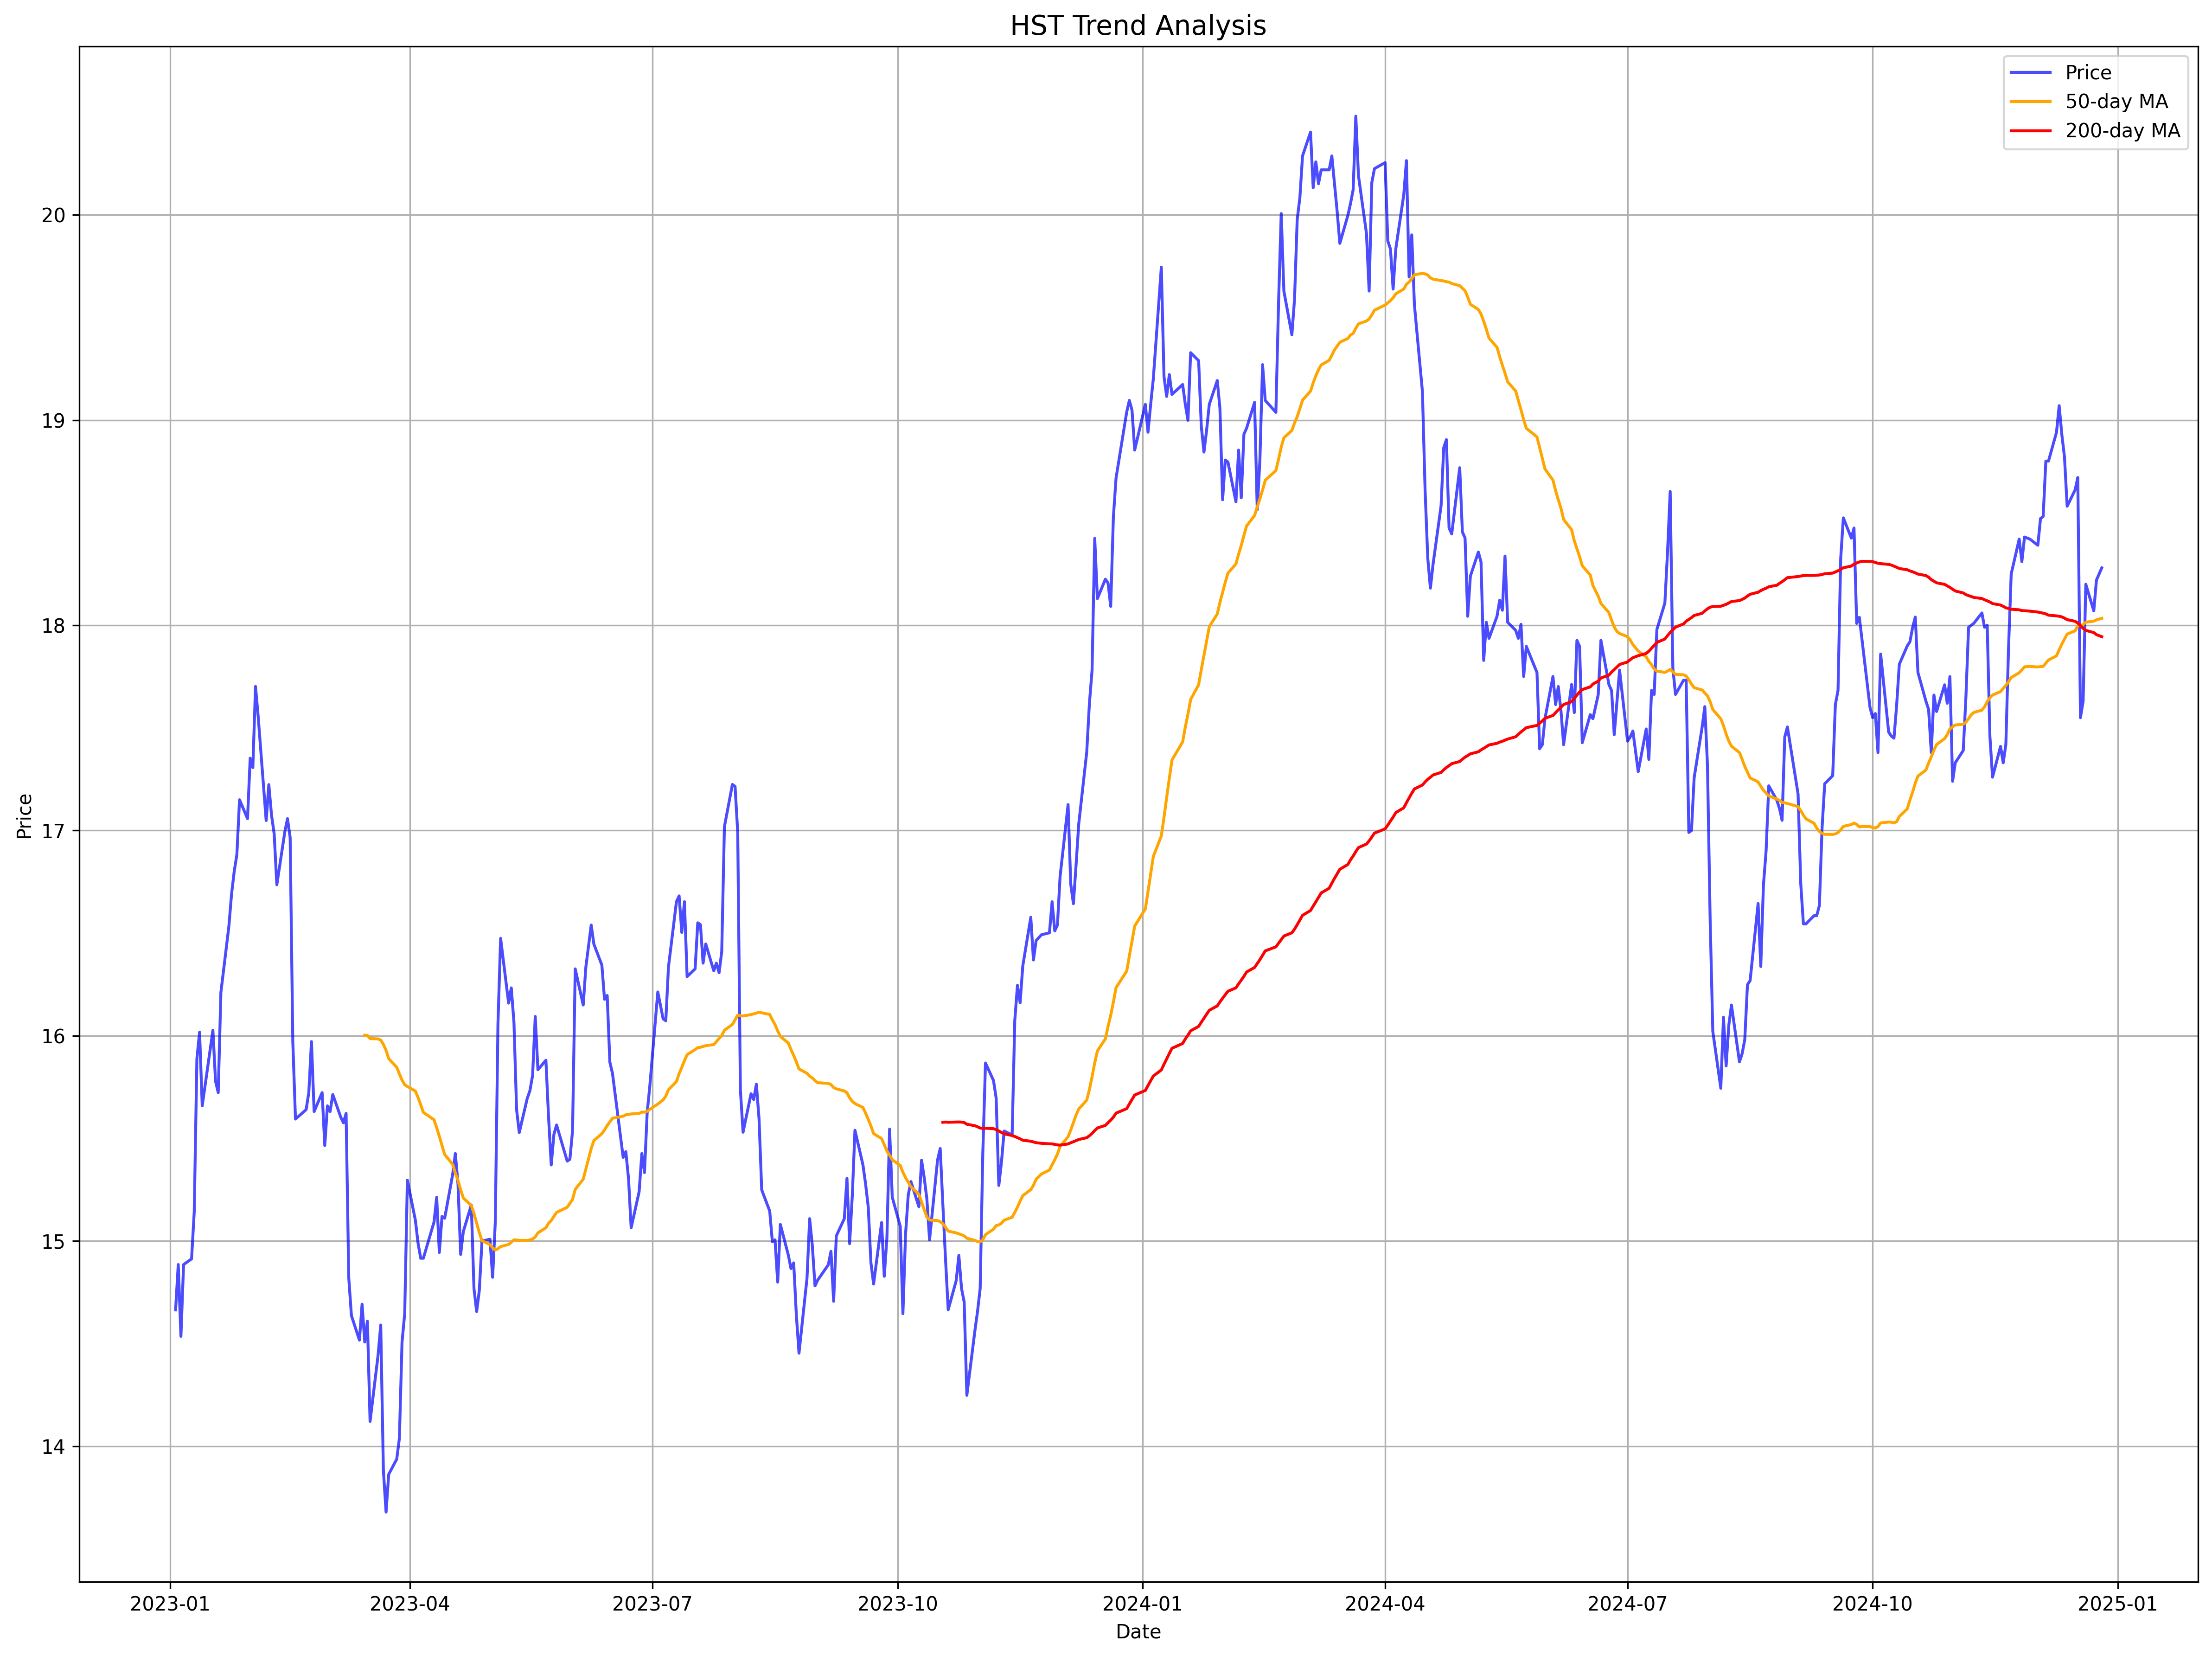 HST Trend Analysis
Price
50-day MA
200-day MA
20
19
18
17
16
15
14
Price
2023-01
2023-04
2023-07
2023-10
2024-01
2024-04
2024-07
2024-10
2025-01
Date